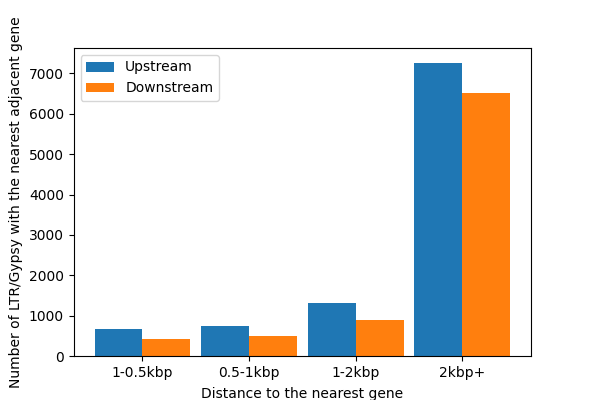 Number of LTR/Gypsy with the nearest adjacent gene
7000
6000
5000
4000
3000
2000
1000
0
Upstream
Downstream
1-0.5kbp
0.5-1kbp
1-2kbp
2kbp+
Distance to the nearest gene